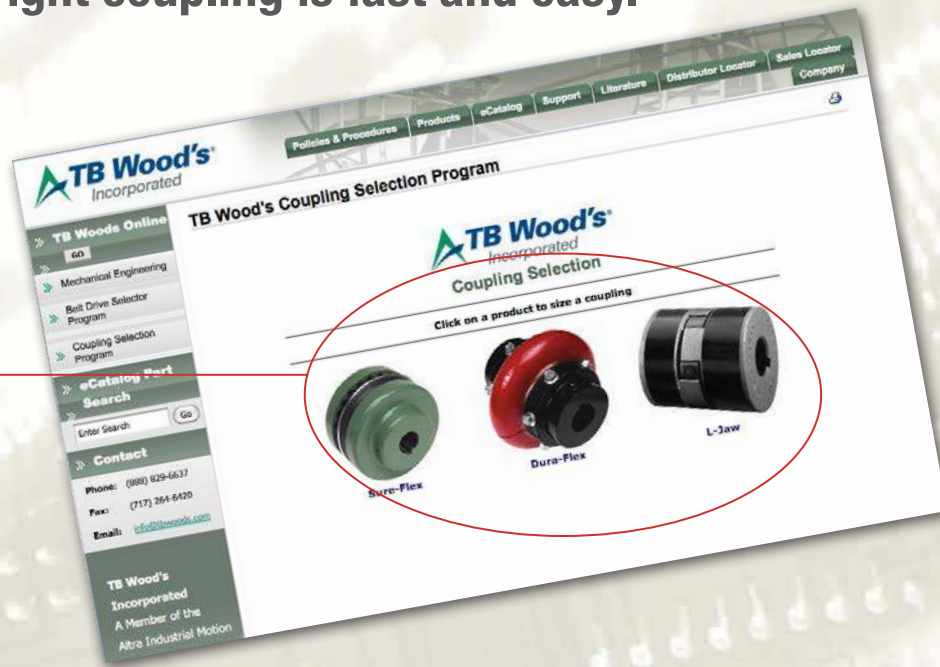 ight coupling is fast and easy.
Policies & Procedures
Products
eCatalog
Support
Literature
Distributor Locator
Sales Locator
Company
TB Wood's
Incorporated
TB Wood's Coupling Selection Program
TB Woods Online
GO
Mechanical Engineering
Belt Drive Selector
Program
Coupling Selection
Program
eCatalog Part
Search
Enter Search
Go
Contact
Phone: (888) 829-6637
Fax: (717) 264-6420
Email: info@tbwoods.com
TB Wood's
Incorporated
A Member of the
Altra Industrial Motion
TB Wood's
Incorporated
Coupling Selection
Click on a product to size a coupling
Sure-Flex
Dura-Flex
L-Jaw